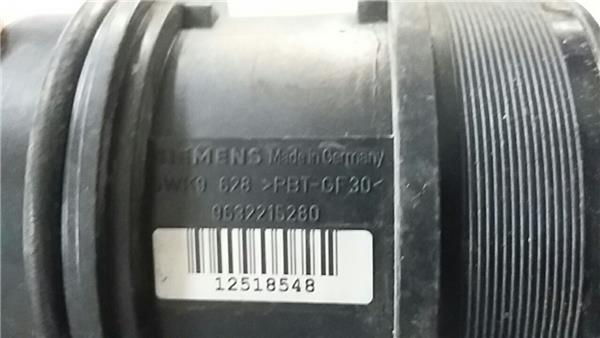 SIEMENS Made in Germany
5WK9 628 >PBT-GF30<
9632215280
12518548